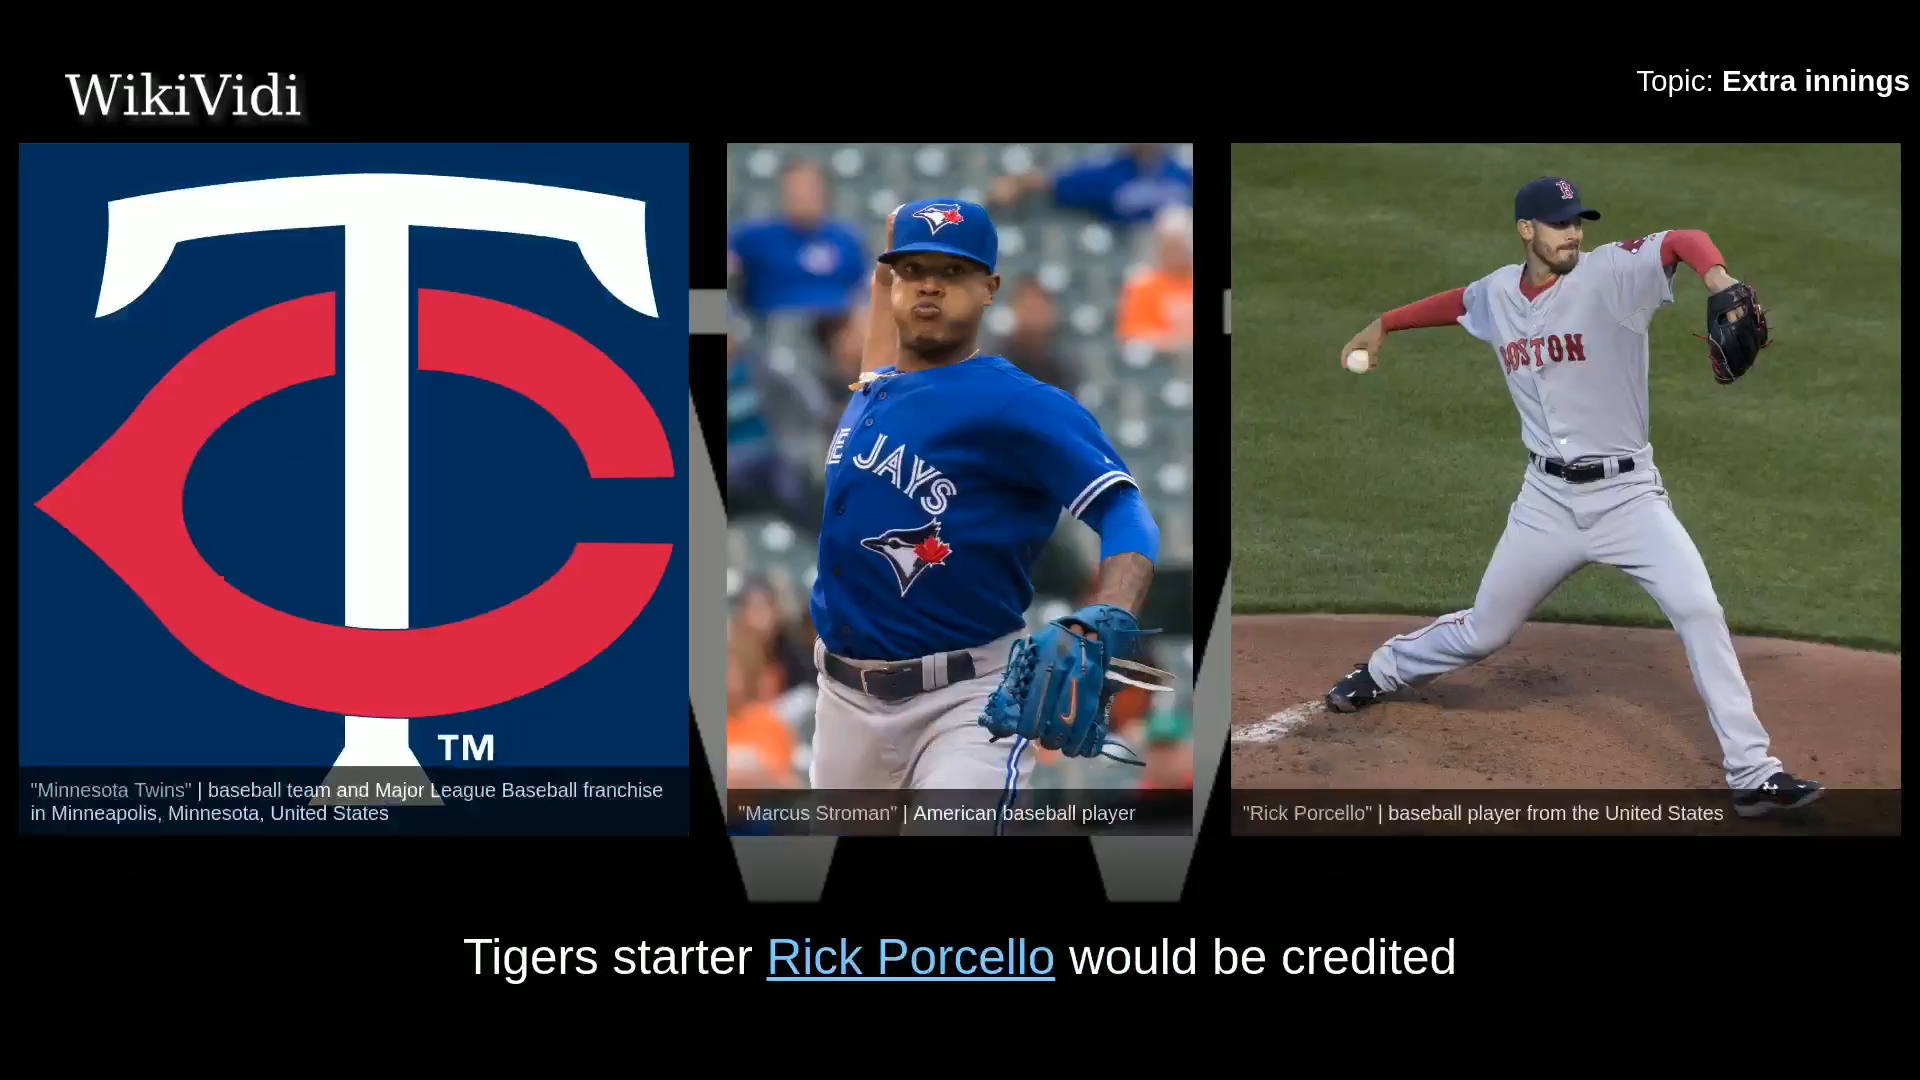 WikiVidi
Topic: Extra innings
TM
E JAYS
B
BOSTON
"Minnesota Twins" | baseball team and Major League Baseball franchise
in Minneapolis, Minnesota, United States
"Marcus Stroman" | American baseball player
"Rick Porcello" | baseball player from the United States
Tigers starter Rick Porcello would be credited